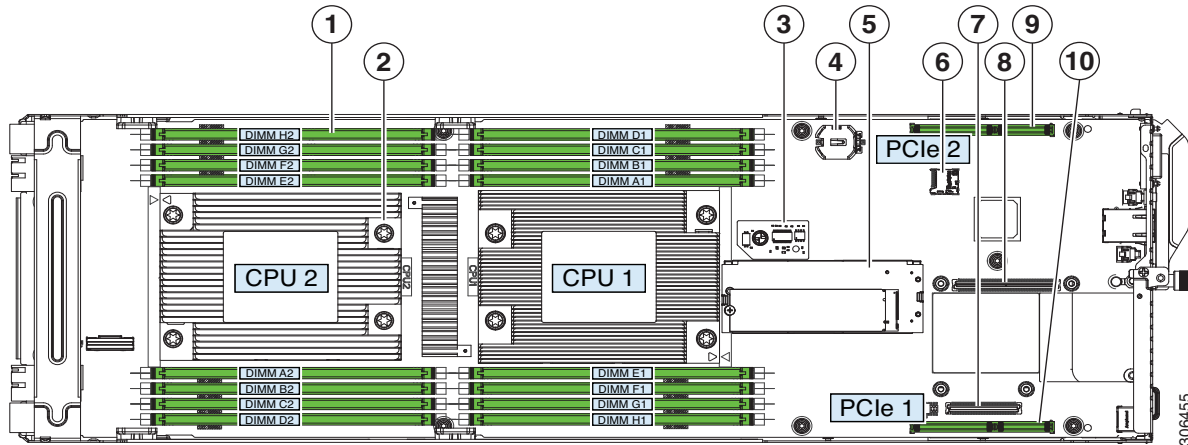 1
2
3
4
5
6
7
8
9
10
DIMM H2
DIMM G2
DIMM F2
DIMM E2
DIMM D1
DIMM C1
DIMM B1
DIMM A1
PCIe 2
CPU 2
CPU2
CPU1
CPU 1
DIMM A2
DIMM B2
DIMM C2
DIMM D2
DIMM E1
DIMM F1
DIMM G1
DIMM H1
PCIe 1
306455